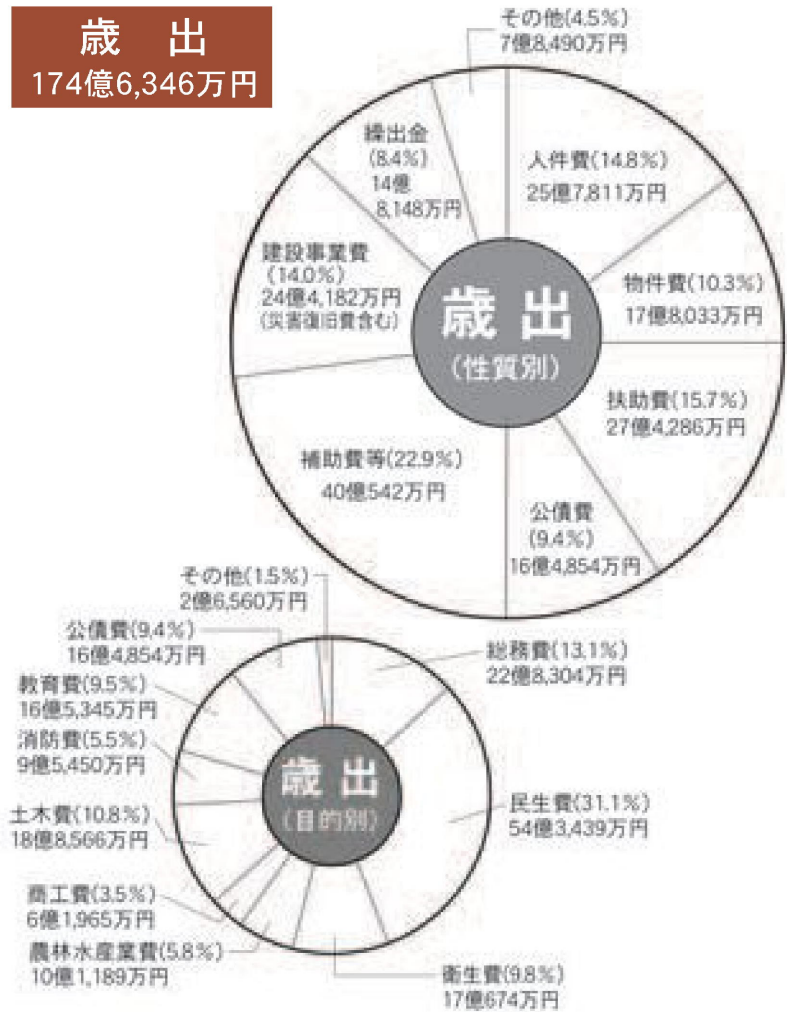 歳 出
174億6,346万円
その他(4.5%)
7億8,490万円
人件費(14.8%)
25億7,811万円
物件費(10.3%)
17億8,033万円
扶助費(15.7%)
27億4,286万円
公債費
(9.4%)
16億4,854万円
補助費等(22.9%)
40億542万円
建設事業費
(14.0%)
24億4,182万円
(災害復旧費含む)
繰出金
(8.4%)
14億
8,148万円
歳 出
(性質別)
その他(1.5%)
2億6,560万円
総務費(13.1%)
22億8,304万円
民生費(31.1%)
54億3,439万円
衛生費(9.8%)
17億674万円
農林水産業費(5.8%)
10億1,189万円
商工費(3.5%)
6億1,965万円
土木費(10.8%)
18億8,566万円
消防費(5.5%)
9億5,450万円
教育費(9.5%)
16億5,345万円
公債費(9.4%)
16億4,854万円
歳 出
(目的別)